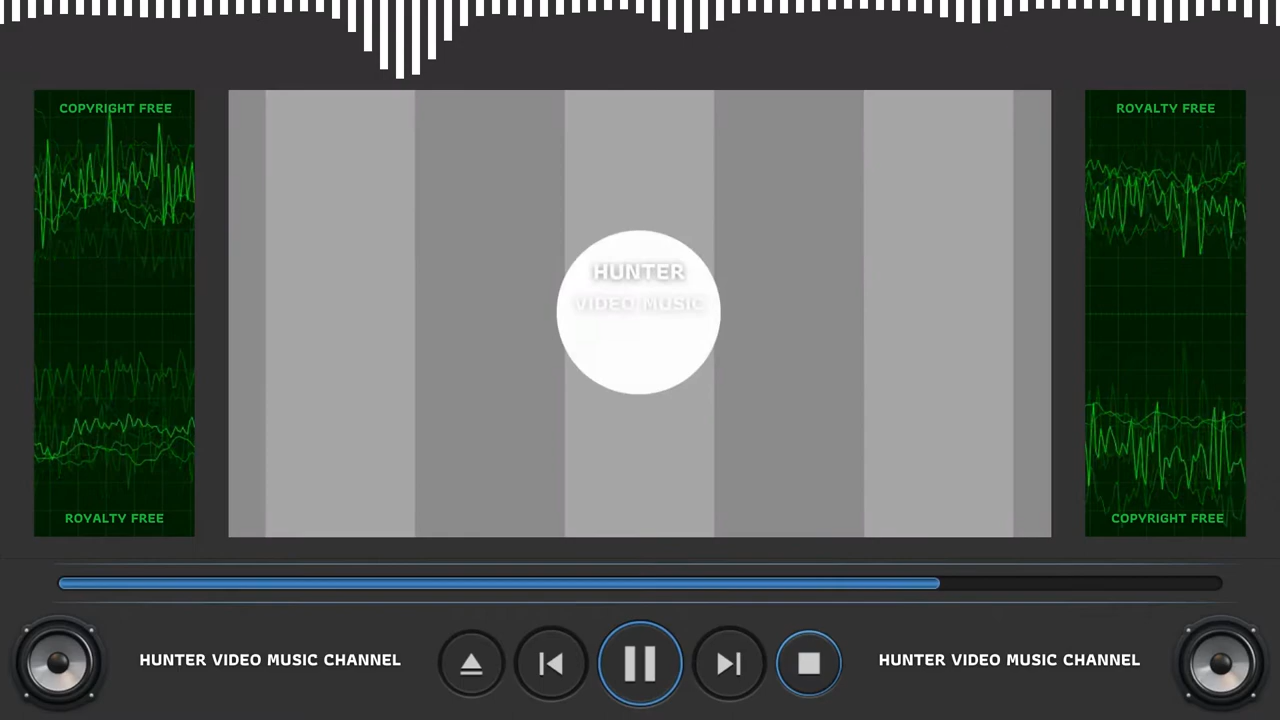 COPYRIGHT FREE
ROYALTY FREE
HUNTER
VIDEO MUSIC
ROYALTY FREE
COPYRIGHT FREE
HUNTER VIDEO MUSIC CHANNEL
HUNTER VIDEO MUSIC CHANNEL